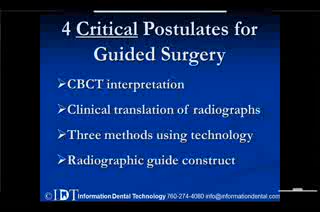 4 Critical Postulates for
Guided Surgery
➢CBCT interpretation
➢Clinical translation of radiographs
➢Three methods using technology
➢Radiographic guide construct
© IDT Information Dental Technology 760-274-4080 info@informationdental.com